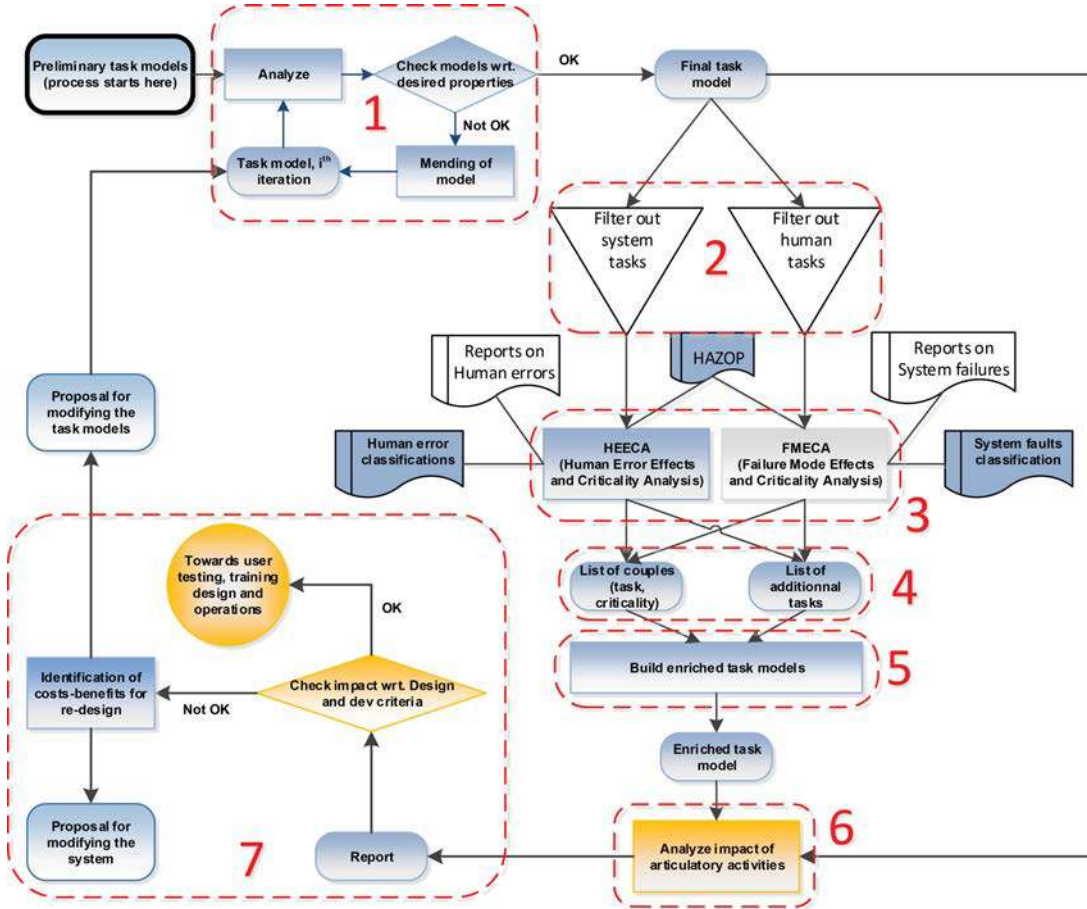 Preliminary task models
(process starts here)
Analyze
Check models wrt.
desired properties
OK
Final task
model
1
Not OK
Task model, ith
iteration
Mending of
model
Filter out
system
tasks
2
Filter out
human
tasks
Reports on
Human errors
HAZOP
Reports on
System failures
Proposal for
modifying the
task models
Human error
classifications
HEECA
(Human Error Effects
and Criticality Analysis)
FMECA
(Failure Mode Effects
and Criticality Analysis)
System faults
classification
3
Towards user
testing, training
design and
operations
List of couples
(task,
criticality)
List of
additionnal
tasks
4
OK
Identification of
costs-benefits for
re-design
Not OK
Check impact wrt. Design
and dev criteria
Build enriched task models
5
Enriched task
model
Proposal for
modifying the
system
7
Report
Analyze impact of
articulatory activities
6